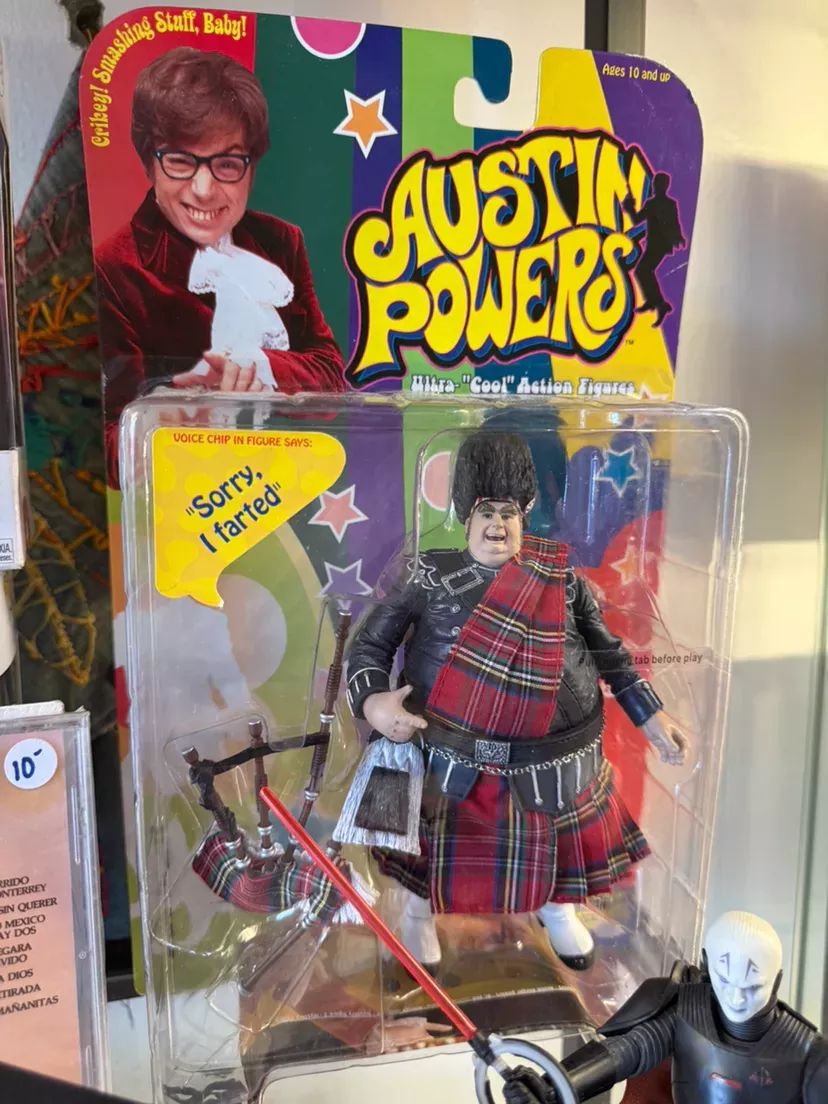 Crikey! Smashing Stuff, Baby!
Ages 10 and up
AUSTIN
POWERS
TM
Ultra-"Cool" Action Figures
VOICE CHIP IN FIGURE SAYS:
"Sorry,
I farted"
tab before play
10-
RRIDO
ONTERREY
SIN QUERER
MEXICO
AY DOS
EGARA
VIDO
A DIOS
TIRADA
MAÑANITAS